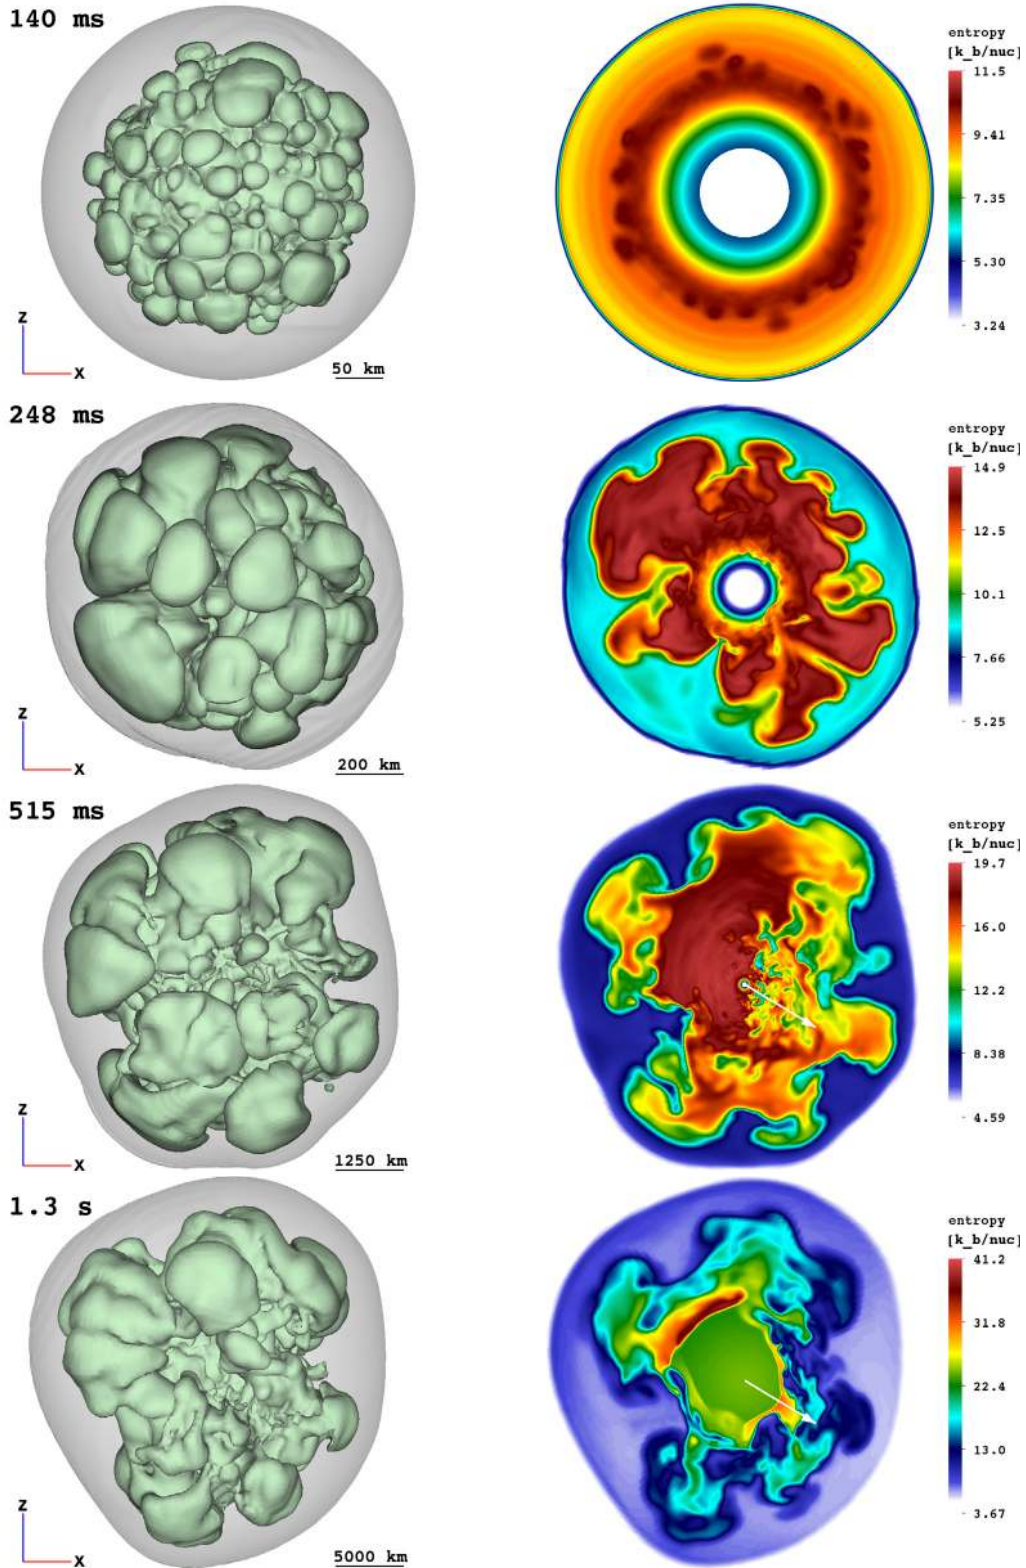 140 ms
entropy
[k_b/nuc]
11.5
9.41
7.35
5.30
3.24
Z
X
50 km
248 ms
entropy
[k_b/nuc]
14.9
12.5
10.1
7.66
5.25
Z
X
200 km
515 ms
entropy
[k_b/nuc]
19.7
16.0
12.2
8.38
4.59
Z
X
1250 km
1.3 s
entropy
[k_b/nuc]
41.2
31.8
22.4
13.0
3.67
Z
X
5000 km